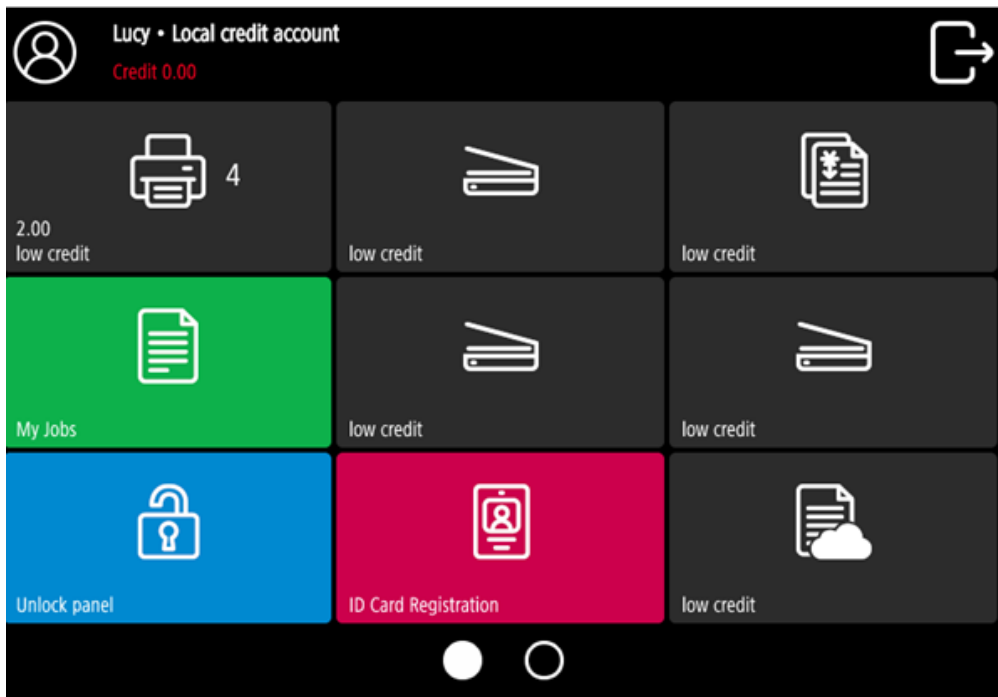 Lucy • Local credit account
Credit 0.00
4
2.00
low credit
low credit
low credit
My Jobs
low credit
low credit
Unlock panel
ID Card Registration
low credit